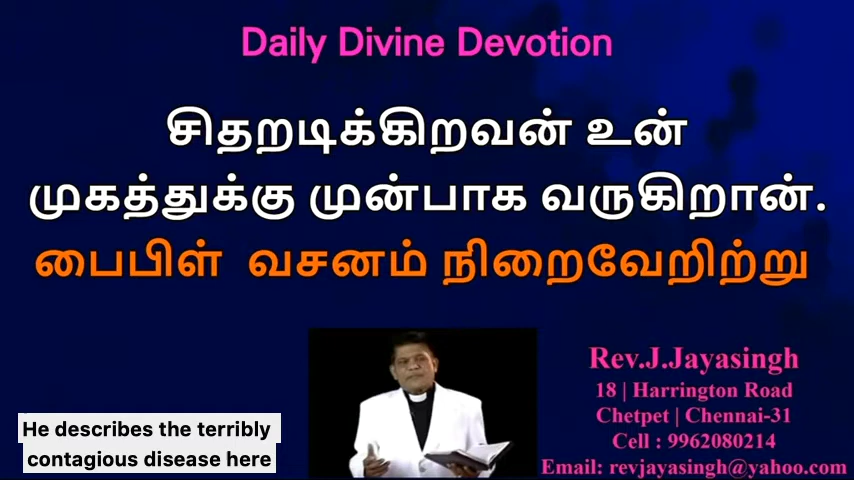 Daily Divine Devotion
சிதறடிக்கிறவன் உன்
முகத்துக்கு முன்பாக வருகிறான்.
பைபிள் வசனம் நிறைவேறிற்று
Rev.J.Jayasingh
18 | Harrington Road
Chetpet | Chennai-31
Cell : 9962080214
Email: revjayasingh@yahoo.com
He describes the terribly
contagious disease here